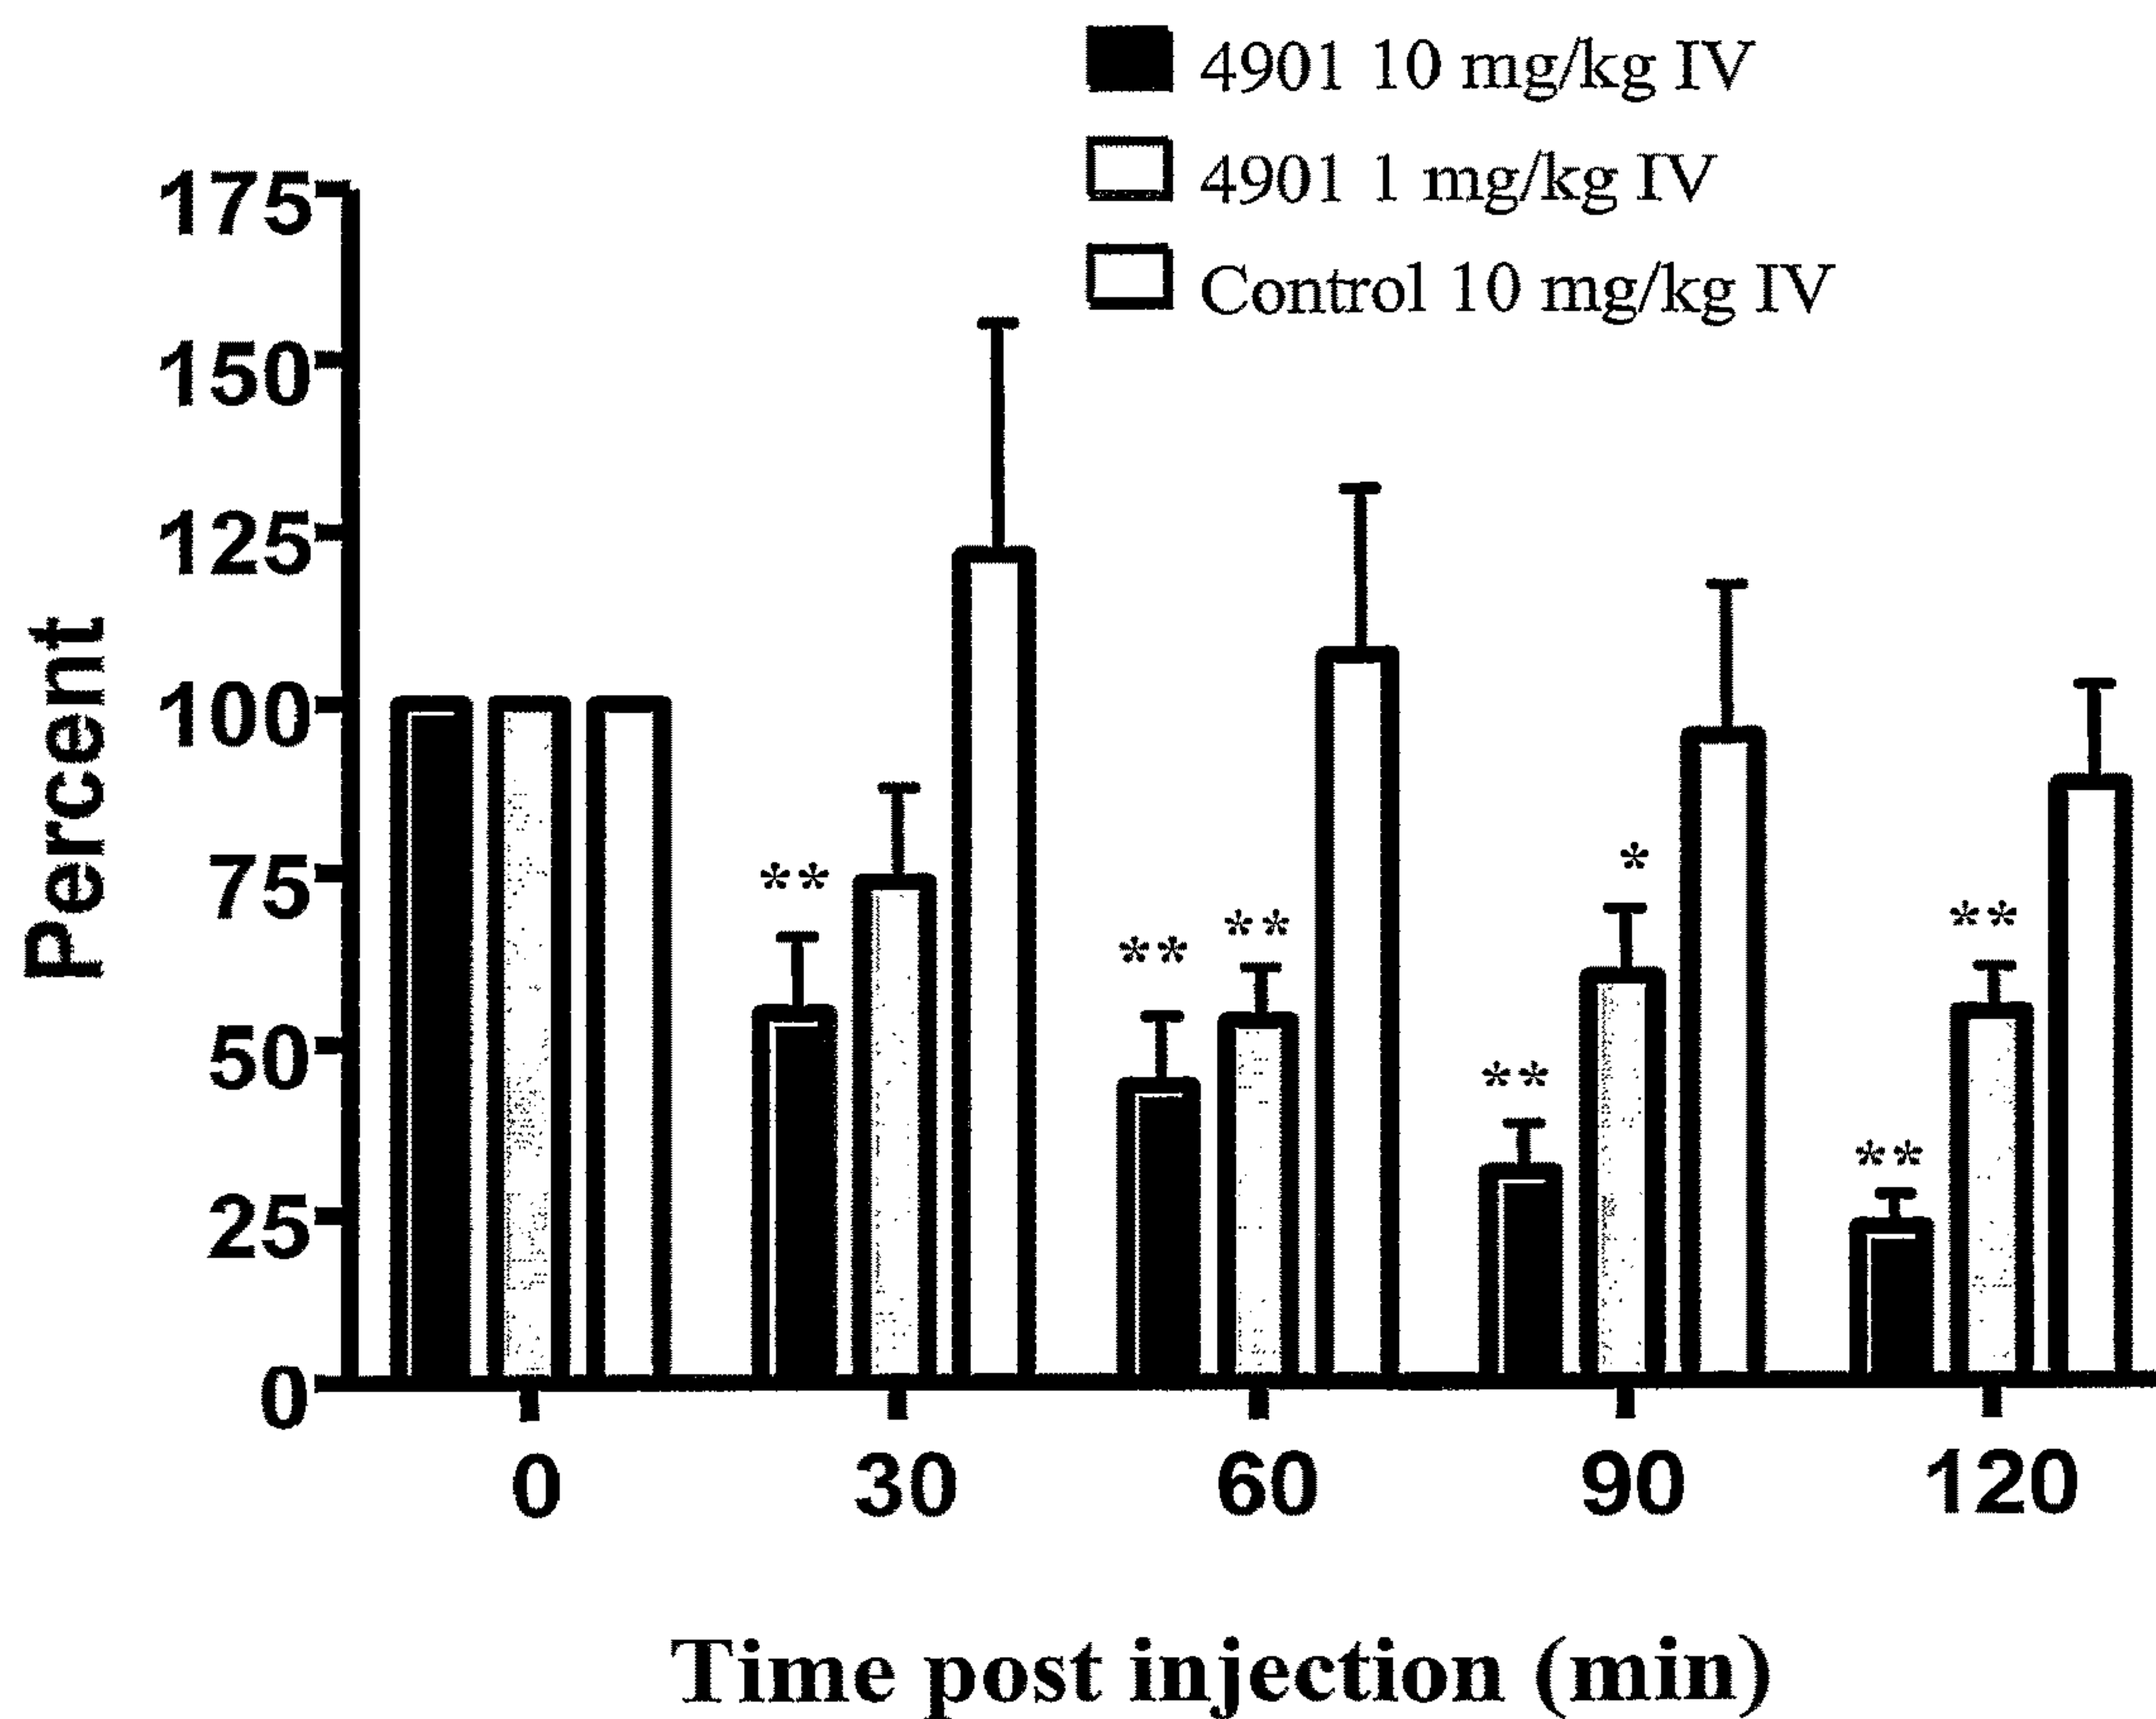 4901 10 mg/kg IV
4901 1 mg/kg IV
Control 10 mg/kg IV
175
150
125
100
75
50
25
0
Percent
**
**
**
**
*
**
**
0 30 60 90 120
Time post injection (min)